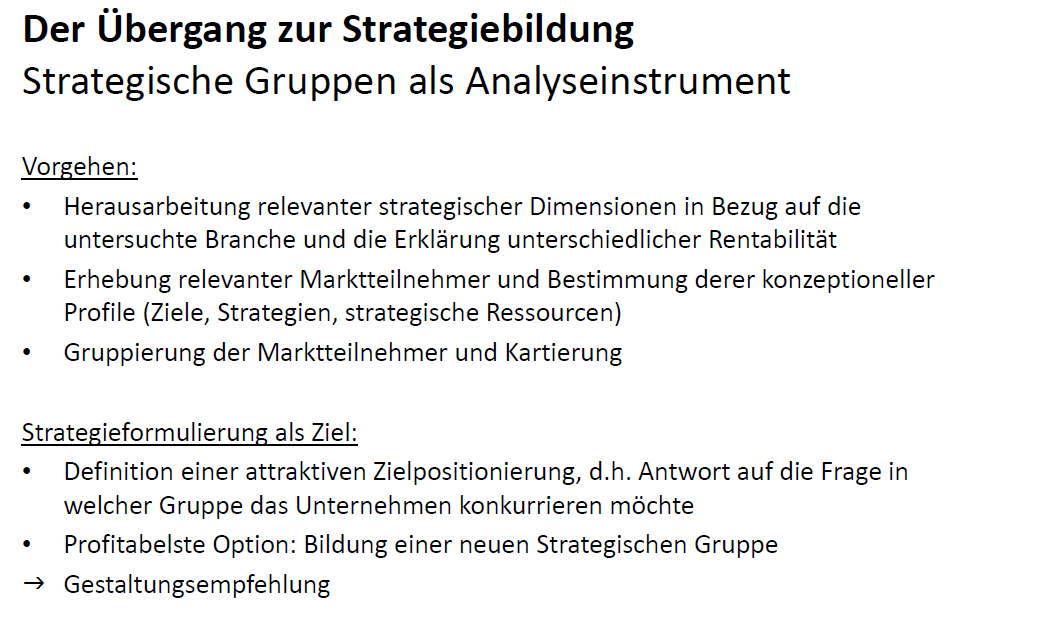 Der Übergang zur Strategiebildung
Strategische Gruppen als Analyseinstrument
Vorgehen:
• Herausarbeitung relevanter strategischer Dimensionen in Bezug auf die
untersuchte Branche und die Erklärung unterschiedlicher Rentabilität
• Erhebung relevanter Marktteilnehmer und Bestimmung derer konzeptioneller
Profile (Ziele, Strategien, strategische Ressourcen)
• Gruppierung der Marktteilnehmer und Kartierung
Strategieformulierung als Ziel:
• Definition einer attraktiven Zielpositionierung, d.h. Antwort auf die Frage in
welcher Gruppe das Unternehmen konkurrieren möchte
• Profitabelste Option: Bildung einer neuen Strategischen Gruppe
→ Gestaltungsempfehlung